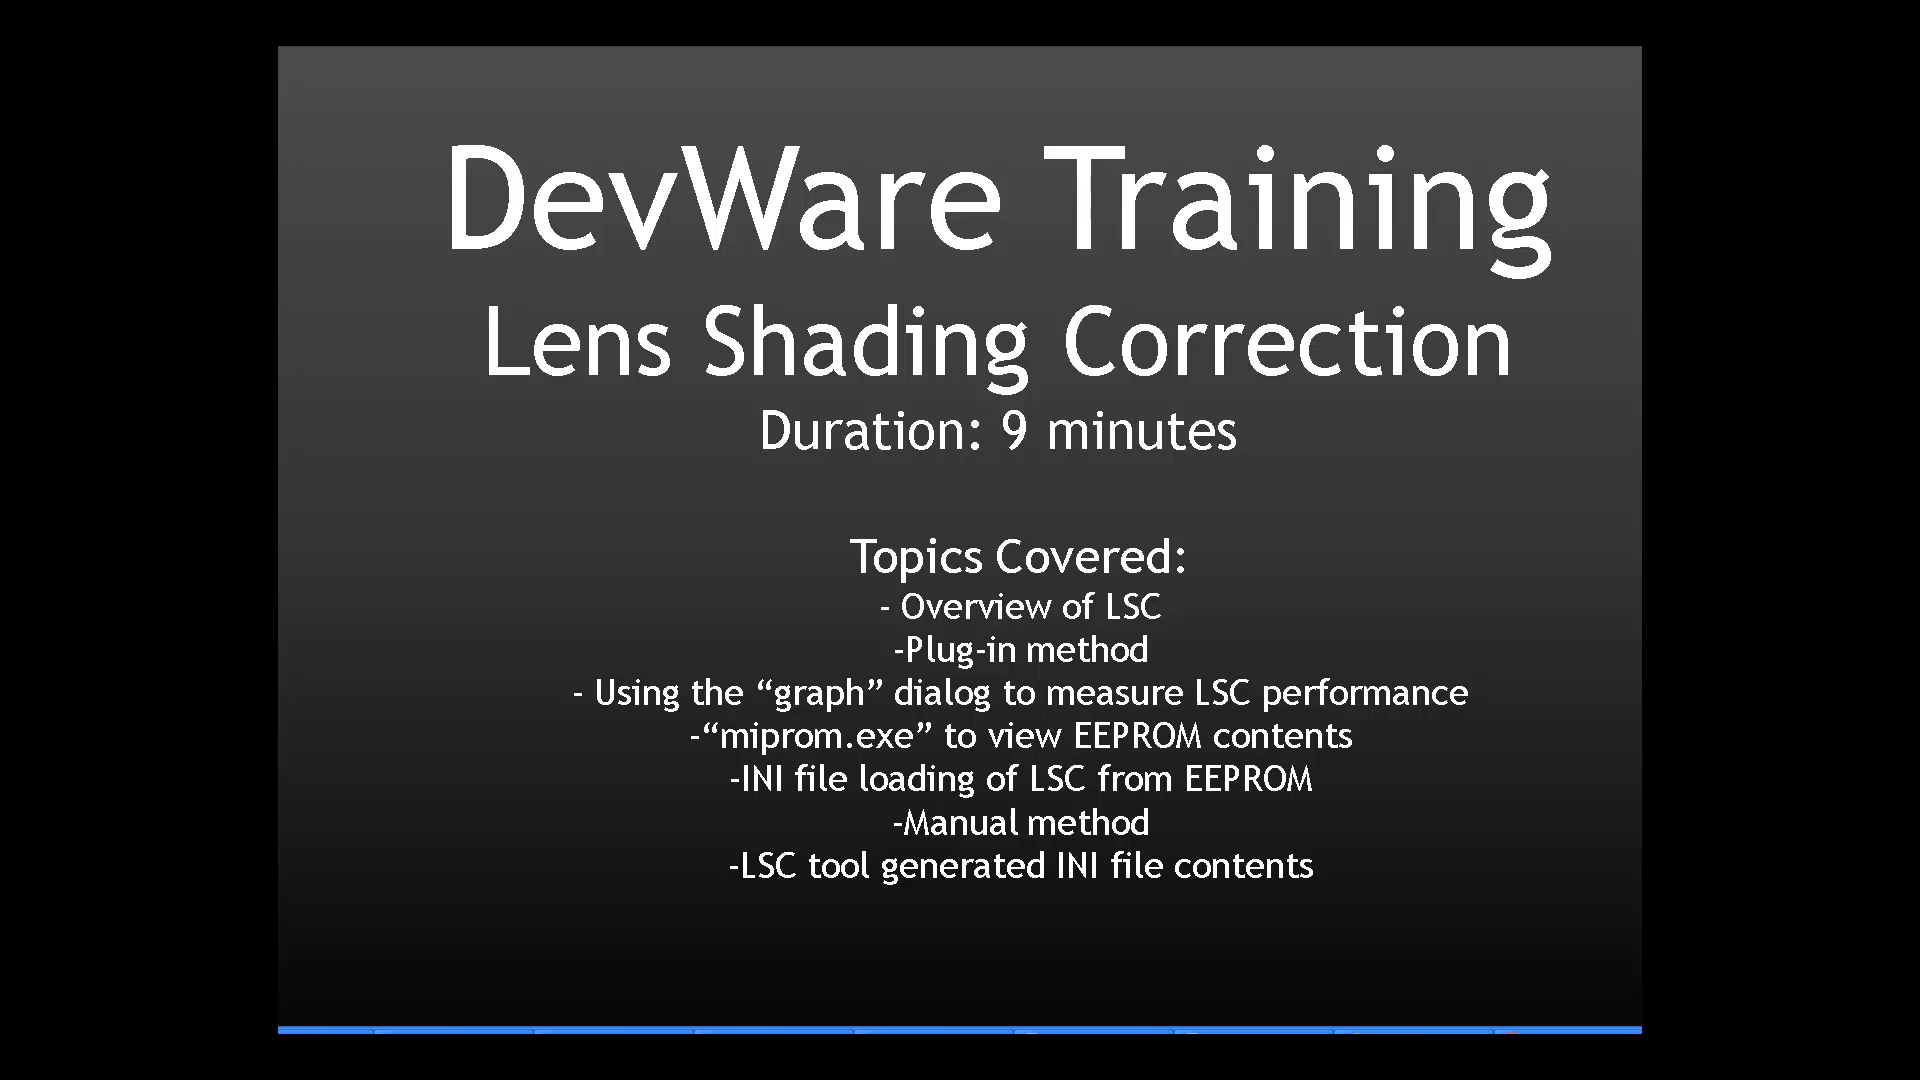 DevWare Training
Lens Shading Correction
Duration: 9 minutes
Topics Covered:
- Overview of LSC
-Plug-in method
- Using the “graph” dialog to measure LSC performance
-“miprom.exe” to view EEPROM contents
-INI file loading of LSC from EEPROM
-Manual method
-LSC tool generated INI file contents